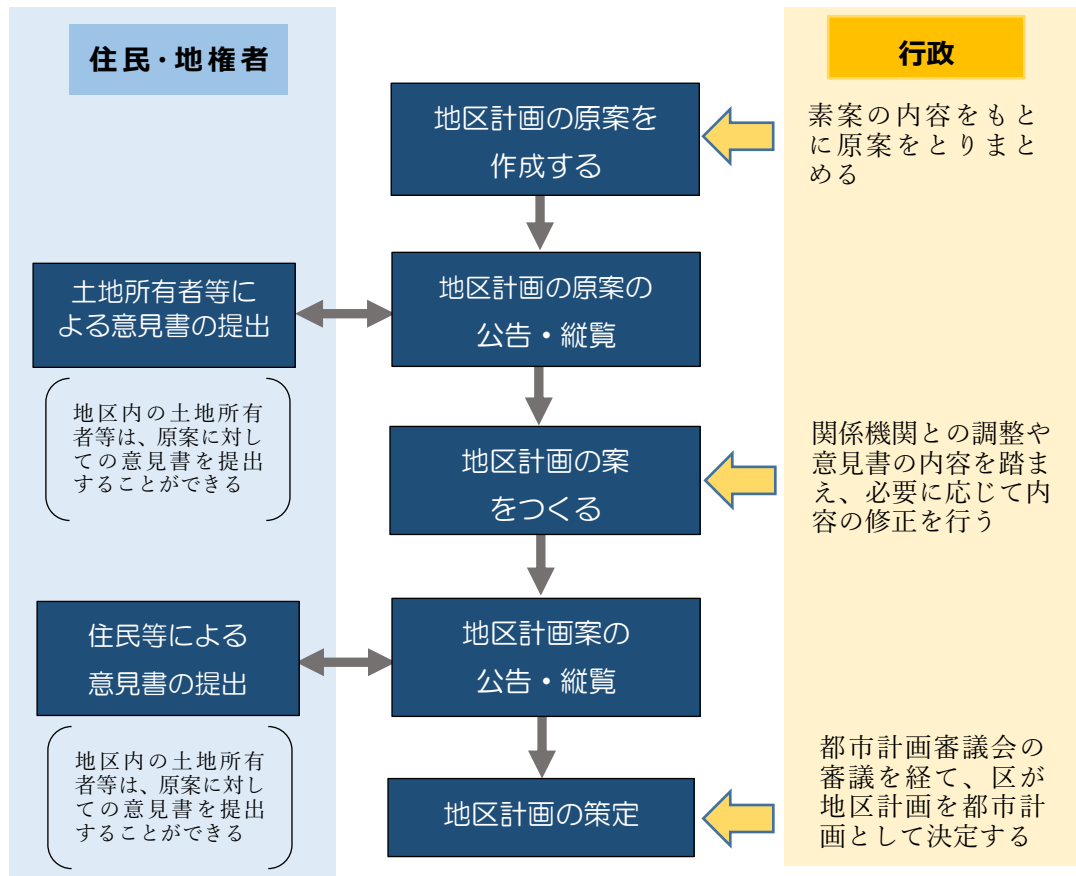 住民・地権者
行政
地区計画の原案を
作成する
素案の内容をもと
に原案をとりまと
める
土地所有者等に
よる意見書の提出
地区計画の原案の
公告・縦覧
地区内の土地所有
者等は、原案に対し
ての意見書を提出
することができる
地区計画の案
をつくる
関係機関との調整や
意見書の内容を踏ま
え、必要に応じて内
容の修正を行う
住民等による
意見書の提出
地区計画案の
公告・縦覧
地区内の土地所有
者等は、原案に対し
ての意見書を提出
することができる
地区計画の策定
都市計画審議会の
審議を経て、区が
地区計画を都市計
画として決定する